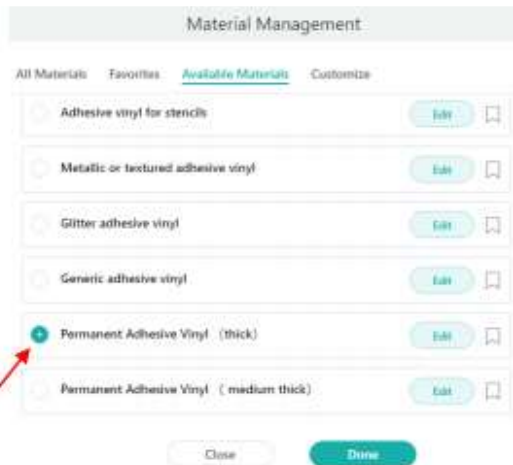 Material Management
All Materials Favorites Available Materials Customize
Adhesive vinyl for stencils Edit
Metallic or textured adhesive vinyl Edit
Glitter adhesive vinyl Edit
Generic adhesive vinyl Edit
Permanent Adhesive Vinyl （thick） Edit
Permanent Adhesive Vinyl （ medium thick） Edit
Close Done